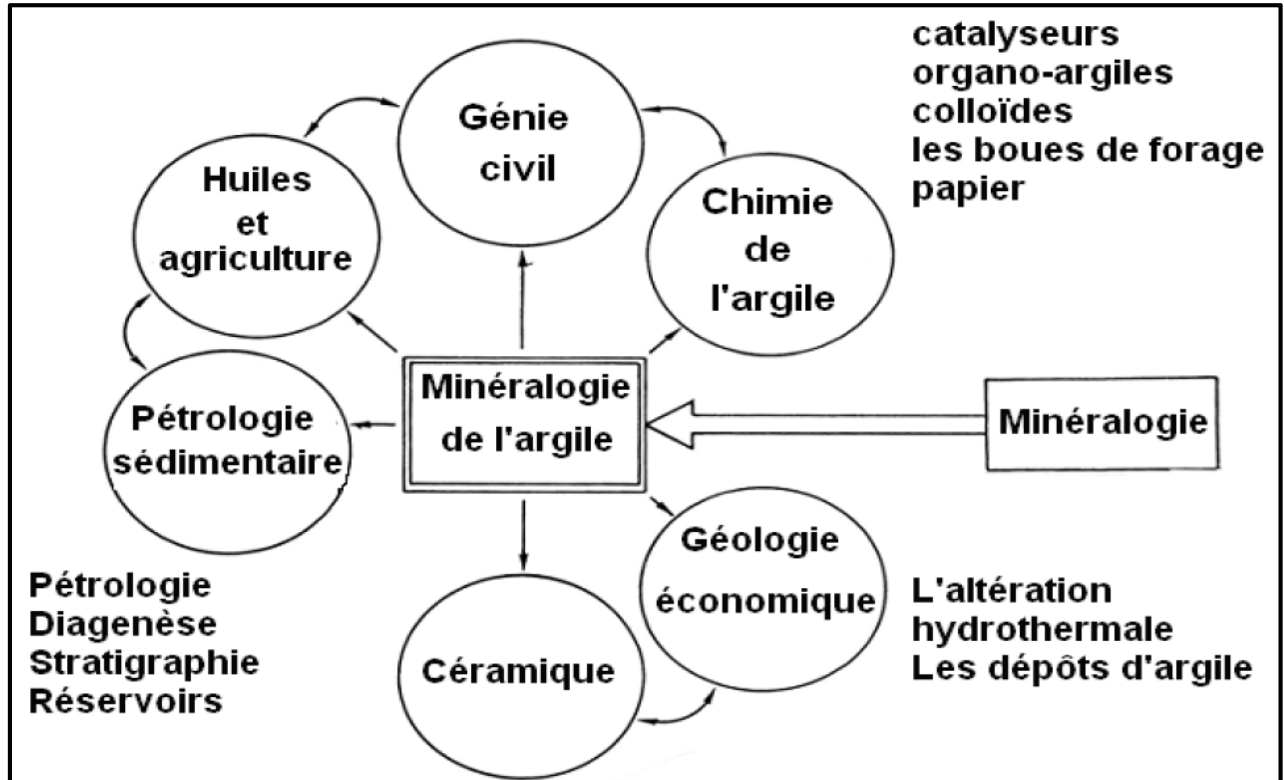 catalyseurs
organo-argiles
colloïdes
les boues de forage
papier
Génie
civil
Huiles
et
agriculture
Chimie
de
l'argile
Minéralogie
de l'argile
Minéralogie
Pétrologie
sédimentaire
Géologie
économique
Céramique
Pétrologie
Diagenèse
Stratigraphie
Réservoirs
L'altération
hydrothermale
Les dépôts d'argile